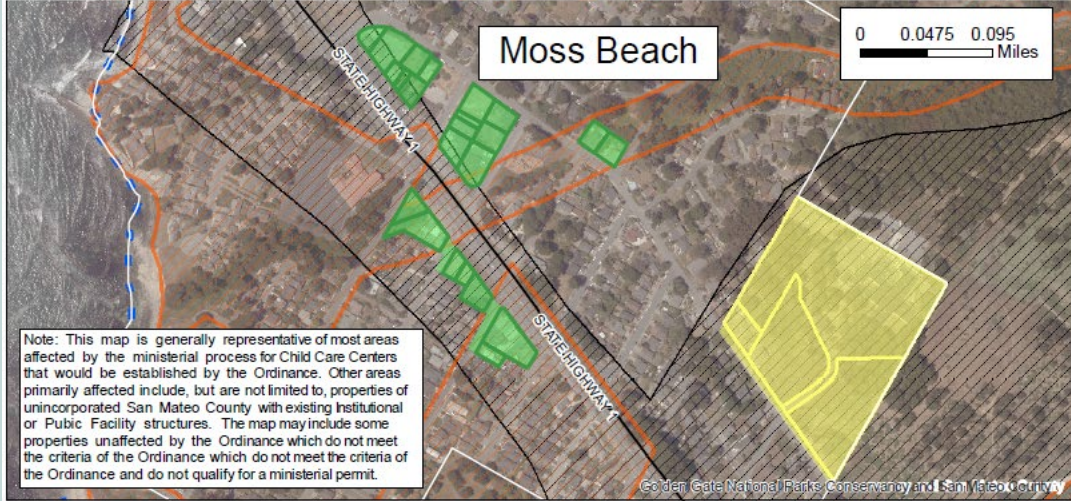 Moss Beach
0 0.0475 0.095
Miles
STATE HIGHWAY 1
STATE HIGHWAY 1
Note: This map is generally representative of most areas
affected by the ministerial process for Child Care Centers
that would be established by the Ordinance. Other areas
primarily affected include, but are not limited to, properties of
unincorporated San Mateo County with existing Institutional
or Pubic Facility structures. The map may include some
properties unaffected by the Ordinance which do not meet
the criteria of the Ordinance which do not meet the criteria of
the Ordinance and do not qualify for a ministerial permit.
Golden Gate National Parks Conservancy and San Mateo County